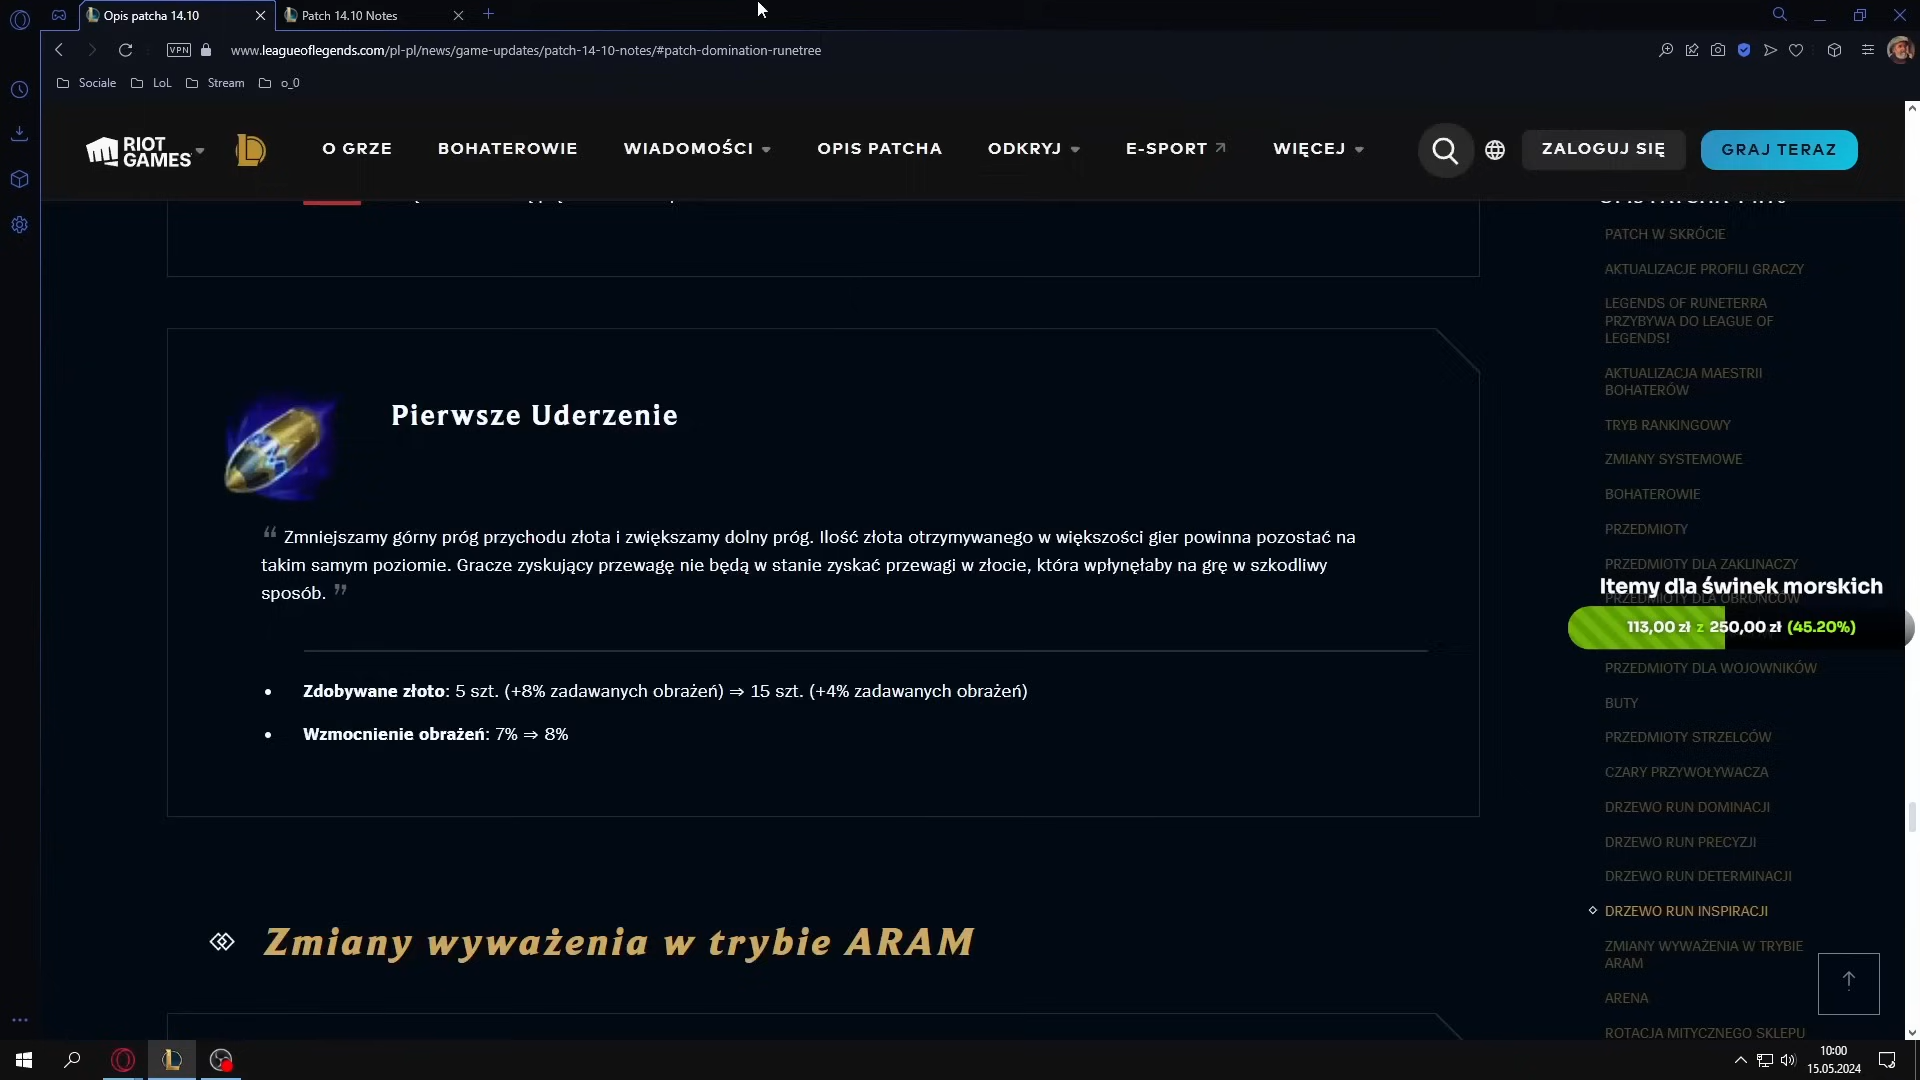 Opis patcha 14.10
Patch 14.10 Notes
VPN
www.leagueoflegends.com/pl-pl/news/game-updates/patch-14-10-notes/#patch-domination-runetree
Sociale
LoL
Stream
o_0
RIOT GAMES
O GRZE
BOHATEROWIE
WIADOMOŚCI
OPIS PATCHA
ODKRYJ
E-SPORT
WIĘCEJ
ZALOGUJ SIĘ
GRAJ TERAZ
Pierwsze Uderzenie
“ Zmniejszamy górny próg przychodu złota i zwiększamy dolny próg. Ilość złota otrzymywanego w większości gier powinna pozostać na
takim samym poziomie. Gracze zyskujący przewagę nie będą w stanie zyskać przewagi w złocie, która wpłynęłaby na grę w szkodliwy
sposób. ”
• Zdobywane złoto: 5 szt. (+8% zadawanych obrażeń) ⇒ 15 szt. (+4% zadawanych obrażeń)
• Wzmocnienie obrażeń: 7% ⇒ 8%
Zmiany wyważenia w trybie ARAM
PATCH W SKRÓCIE
AKTUALIZACJE PROFILI GRACZY
LEGENDS OF RUNETERRA
PRZYBYWA DO LEAGUE OF
LEGENDS!
AKTUALIZACJA MAESTRII
BOHATERÓW
TRYB RANKINGOWY
ZMIANY SYSTEMOWE
BOHATEROWIE
PRZEDMIOTY
PRZEDMIOTY DLA ZAKLINACZY
Itemy dla świnek morskich
PRZEDMIOTY DLA OBROŃCÓW
113,00 zł z 250,00 zł (45.20%)
PRZEDMIOTY DLA WOJOWNIKÓW
BUTY
PRZEDMIOTY STRZELCÓW
CZARY PRZYWOŁYWACZA
DRZEWO RUN DOMINACJI
DRZEWO RUN PRECYZJI
DRZEWO RUN DETERMINACJI
DRZEWO RUN INSPIRACJI
ZMIANY WYWAŻENIA W TRYBIE
ARAM
ARENA
ROTACJA MITYCZNEGO SKLEPU
10:00
15.05.2024